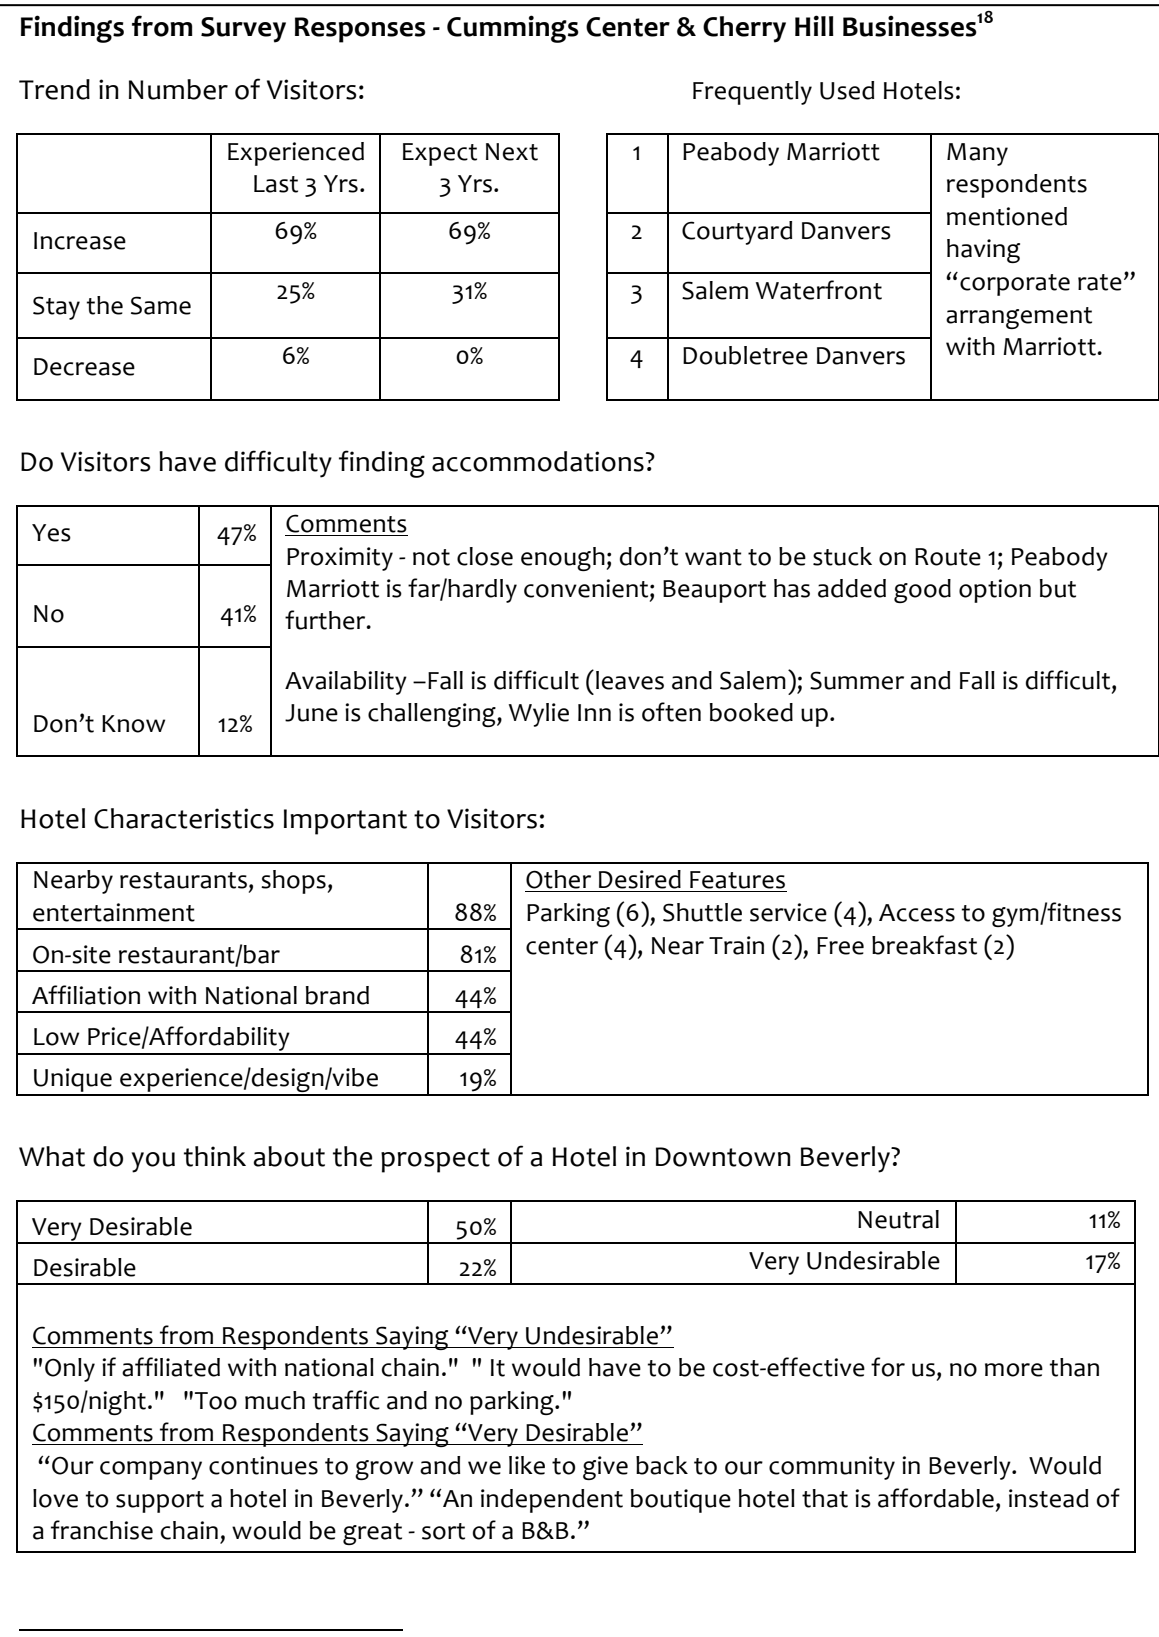 Findings from Survey Responses - Cummings Center & Cherry Hill Businesses18
Trend in Number of Visitors:
Experienced Last 3 Yrs.
Expect Next 3 Yrs.
Increase 69% 69%
Stay the Same 25% 31%
Decrease 6% 0%
Frequently Used Hotels:
1 Peabody Marriott
2 Courtyard Danvers
3 Salem Waterfront
4 Doubletree Danvers
Many
respondents
mentioned
having
“corporate rate”
arrangement
with Marriott.
Do Visitors have difficulty finding accommodations?
Yes 47%
No 41%
Don’t Know 12%
Comments
Proximity - not close enough; don’t want to be stuck on Route 1; Peabody
Marriott is far/hardly convenient; Beauport has added good option but
further.
Availability –Fall is difficult (leaves and Salem); Summer and Fall is difficult,
June is challenging, Wylie Inn is often booked up.
Hotel Characteristics Important to Visitors:
Nearby restaurants, shops,
entertainment 88%
On-site restaurant/bar 81%
Affiliation with National brand 44%
Low Price/Affordability 44%
Unique experience/design/vibe 19%
Other Desired Features
Parking (6), Shuttle service (4), Access to gym/fitness
center (4), Near Train (2), Free breakfast (2)
What do you think about the prospect of a Hotel in Downtown Beverly?
Very Desirable 50% Neutral 11%
Desirable 22% Very Undesirable 17%
Comments from Respondents Saying “Very Undesirable”
"Only if affiliated with national chain." " It would have to be cost-effective for us, no more than
$150/night." "Too much traffic and no parking."
Comments from Respondents Saying “Very Desirable”
“Our company continues to grow and we like to give back to our community in Beverly. Would
love to support a hotel in Beverly.” “An independent boutique hotel that is affordable, instead of
a franchise chain, would be great - sort of a B&B.”